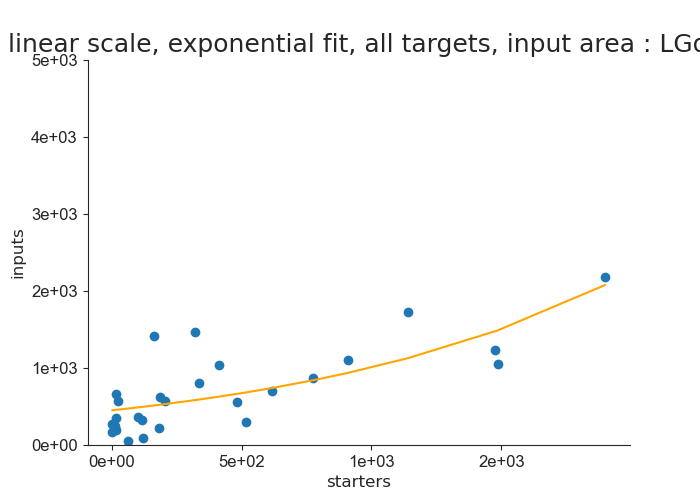 linear scale, exponential fit, all targets, input area : LGd
5e+03
4e+03
3e+03
2e+03
1e+03
0e+00
inputs
0e+00 5e+02 1e+03 2e+03
starters